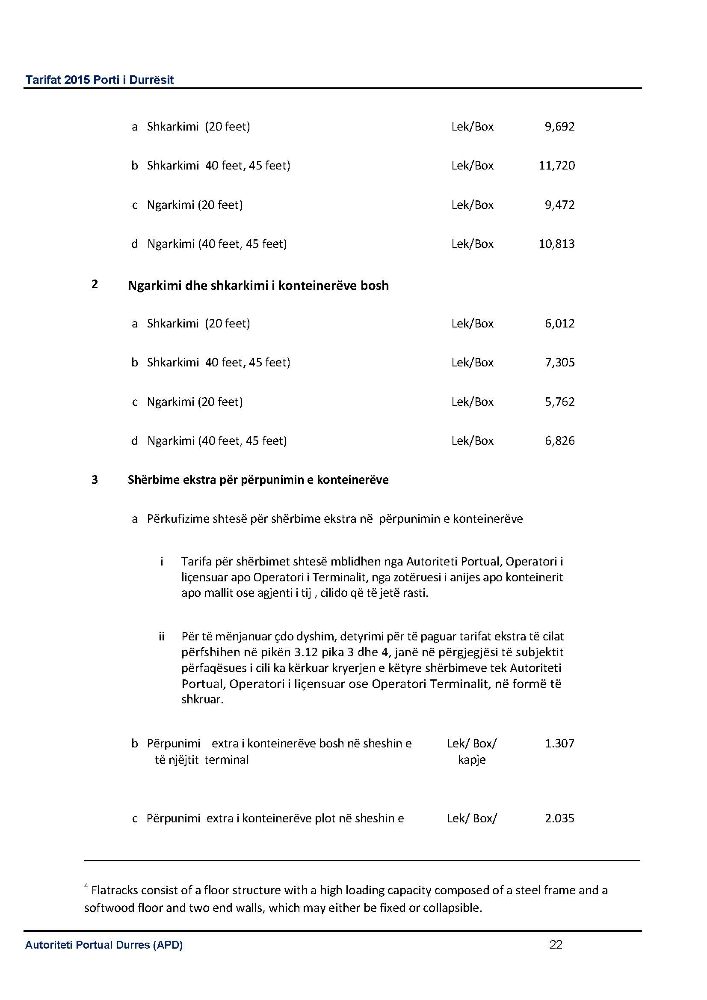 Tarifat 2015 Porti i Durrësit
a Shkarkimi (20 feet) Lek/Box 9,692
b Shkarkimi 40 feet, 45 feet) Lek/Box 11,720
c Ngarkimi (20 feet) Lek/Box 9,472
d Ngarkimi (40 feet, 45 feet) Lek/Box 10,813
2 Ngarkimi dhe shkarkimi i konteinerëve bosh
a Shkarkimi (20 feet) Lek/Box 6,012
b Shkarkimi 40 feet, 45 feet) Lek/Box 7,305
c Ngarkimi (20 feet) Lek/Box 5,762
d Ngarkimi (40 feet, 45 feet) Lek/Box 6,826
3 Shërbime ekstra për përpunimin e konteinerëve
a Përkufizime shtesë për shërbime ekstra në përpunimin e konteinerëve
i Tarifa për shërbimet shtesë mblidhen nga Autoriteti Portual, Operatori i
liçensuar apo Operatori i Terminalit, nga zotëruesi i anijes apo konteinerit
apo mallit ose agjenti i tij , cilido që të jetë rasti.
ii Për të mënjanuar çdo dyshim, detyrimi për të paguar tarifat ekstra të cilat
përfshihen në pikën 3.12 pika 3 dhe 4, janë në përgjegjësi të subjektit
përfaqësues i cili ka kërkuar kryerjen e këtyre shërbimeve tek Autoriteti
Portual, Operatori i liçensuar ose Operatori Terminalit, në formë të
shkruar.
b Përpunimi extra i konteinerëve bosh në sheshin e Lek/ Box/ 1.307
të njëjtit terminal kapje
c Përpunimi extra i konteinerëve plot në sheshin e Lek/ Box/ 2.035
4 Flatracks consist of a floor structure with a high loading capacity composed of a steel frame and a
softwood floor and two end walls, which may either be fixed or collapsible.
Autoriteti Portual Durres (APD) 22